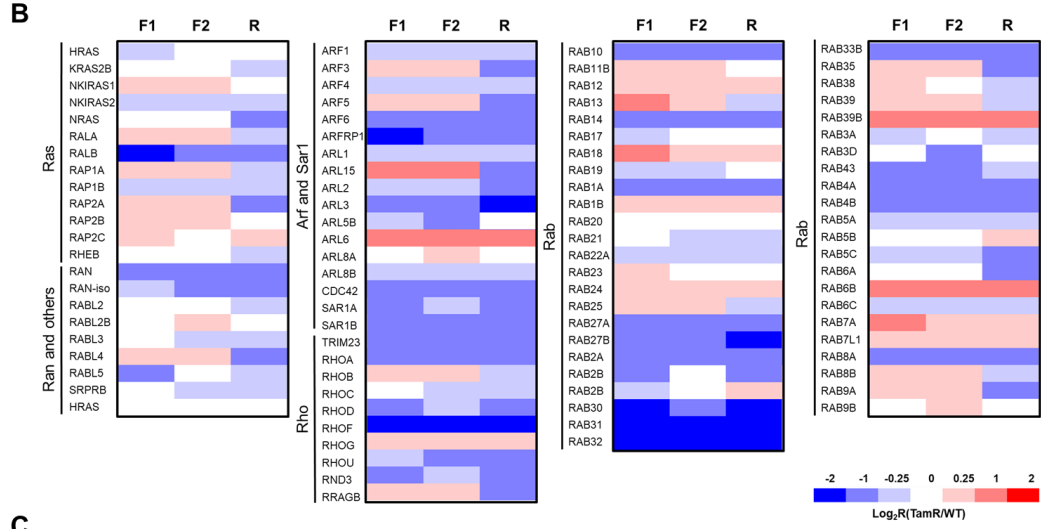 B
F1 F2 R
Ras
HRAS
KRAS2B
NKIRAS1
NKIRAS2
NRAS
RALA
RALB
RAP1A
RAP1B
RAP2A
RAP2B
RAP2C
RHEB
Ran and others
RAN
RAN-iso
RABL2
RABL2B
RABL3
RABL4
RABL5
SRPRB
HRAS
F1 F2 R
Arf and Sar1
ARF1
ARF3
ARF4
ARF5
ARF6
ARFRP1
ARL1
ARL15
ARL2
ARL3
ARL5B
ARL6
ARL8A
ARL8B
CDC42
SAR1A
SAR1B
Rho
TRIM23
RHOA
RHOB
RHOC
RHOD
RHOF
RHOG
RHOU
RND3
RRAGB
F1 F2 R
Rab
RAB10
RAB11B
RAB12
RAB13
RAB14
RAB17
RAB18
RAB19
RAB1A
RAB1B
RAB20
RAB21
RAB22A
RAB23
RAB24
RAB25
RAB27A
RAB27B
RAB2A
RAB2B
RAB2B
RAB30
RAB31
RAB32
F1 F2 R
Rab
RAB33B
RAB35
RAB38
RAB39
RAB39B
RAB3A
RAB3D
RAB43
RAB4A
RAB4B
RAB5A
RAB5B
RAB5C
RAB6A
RAB6B
RAB6C
RAB7A
RAB7L1
RAB8A
RAB8B
RAB9A
RAB9B
-2 -1 -0.25 0 0.25 1 2
Log2R(TamR/WT)